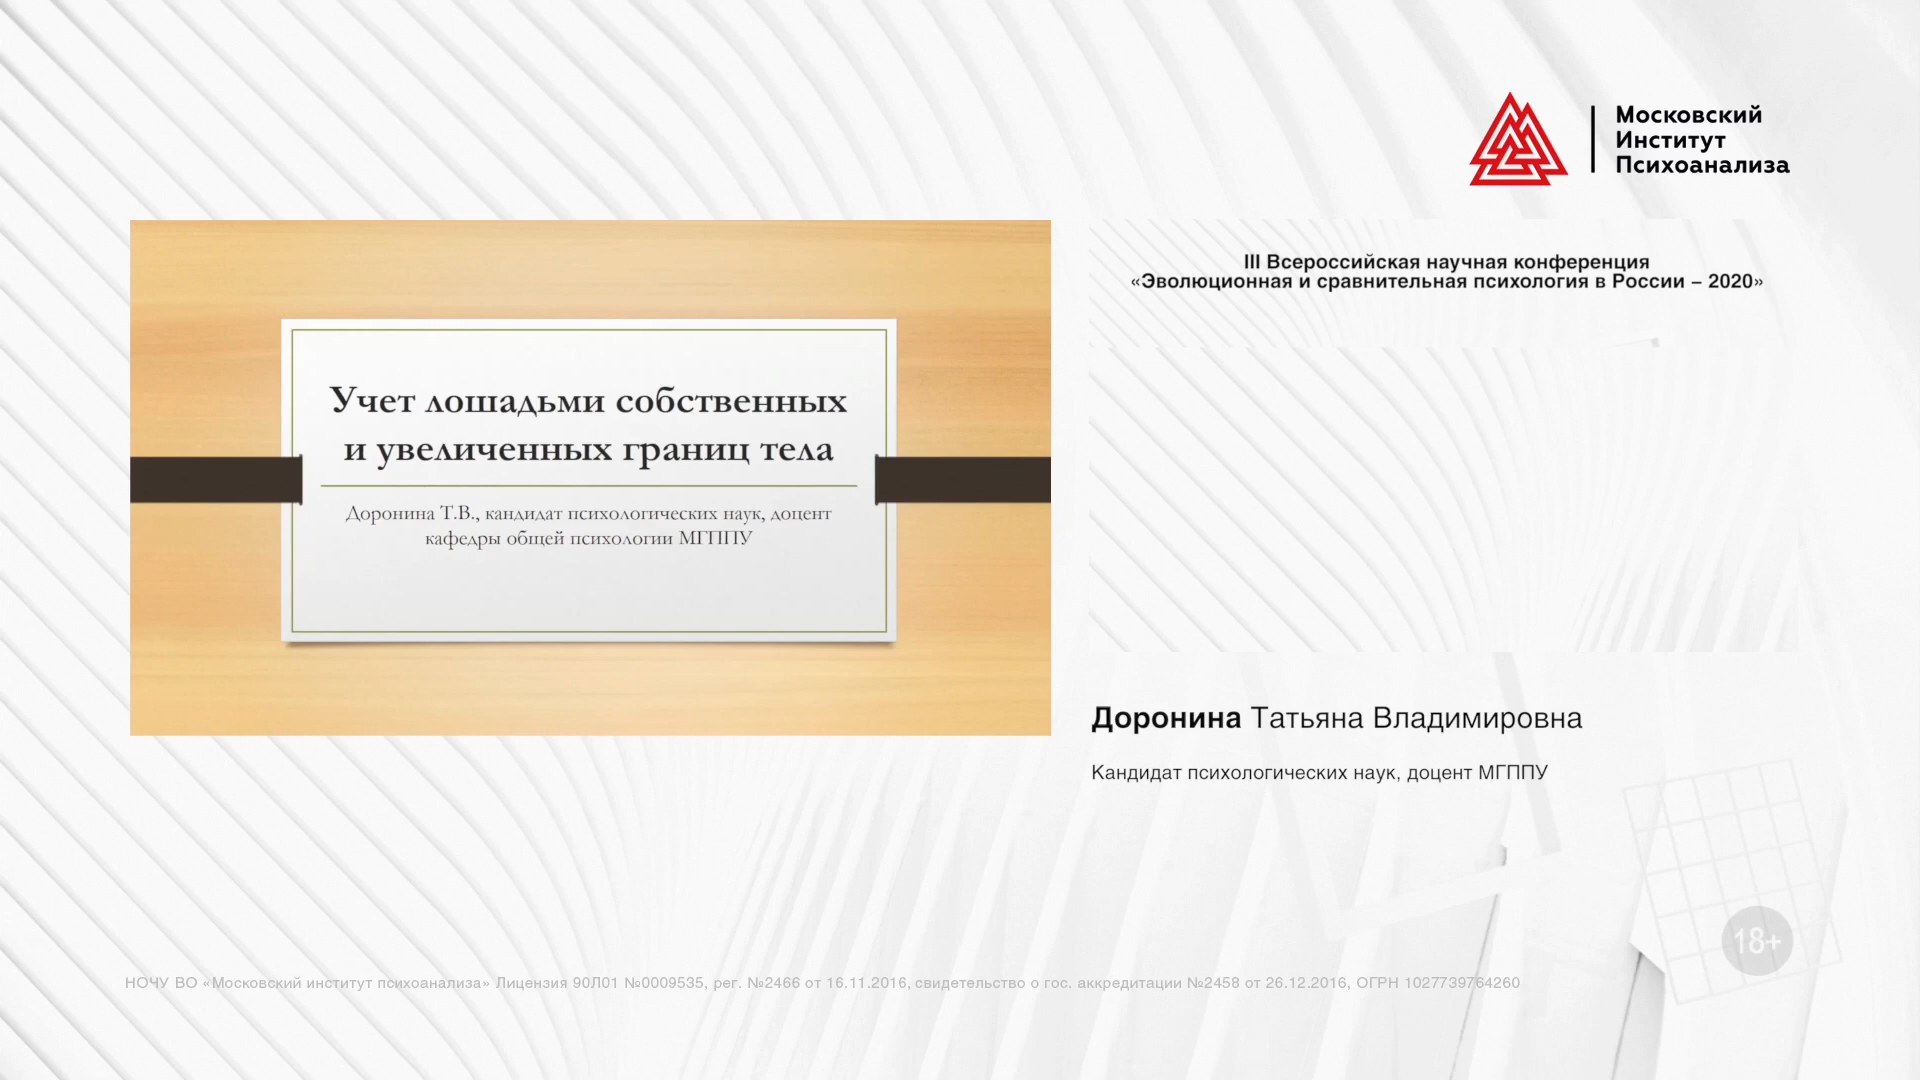 Московский
Институт
Психоанализа
III Всероссийская научная конференция
«Эволюционная и сравнительная психология в России – 2020»
Учет лошадьми собственных
и увеличенных границ тела
Доронина Т.В., кандидат психологических наук, доцент
кафедры общей психологии МГППУ
Доронина Татьяна Владимировна
Кандидат психологических наук, доцент МГППУ
18+
НОЧУ ВО «Московский институт психоанализа» Лицензия 90Л01 №0009535, рег. №2466 от 16.11.2016, свидетельство о гос. аккредитации №2458 от 26.12.2016, ОГРН 1027739764260